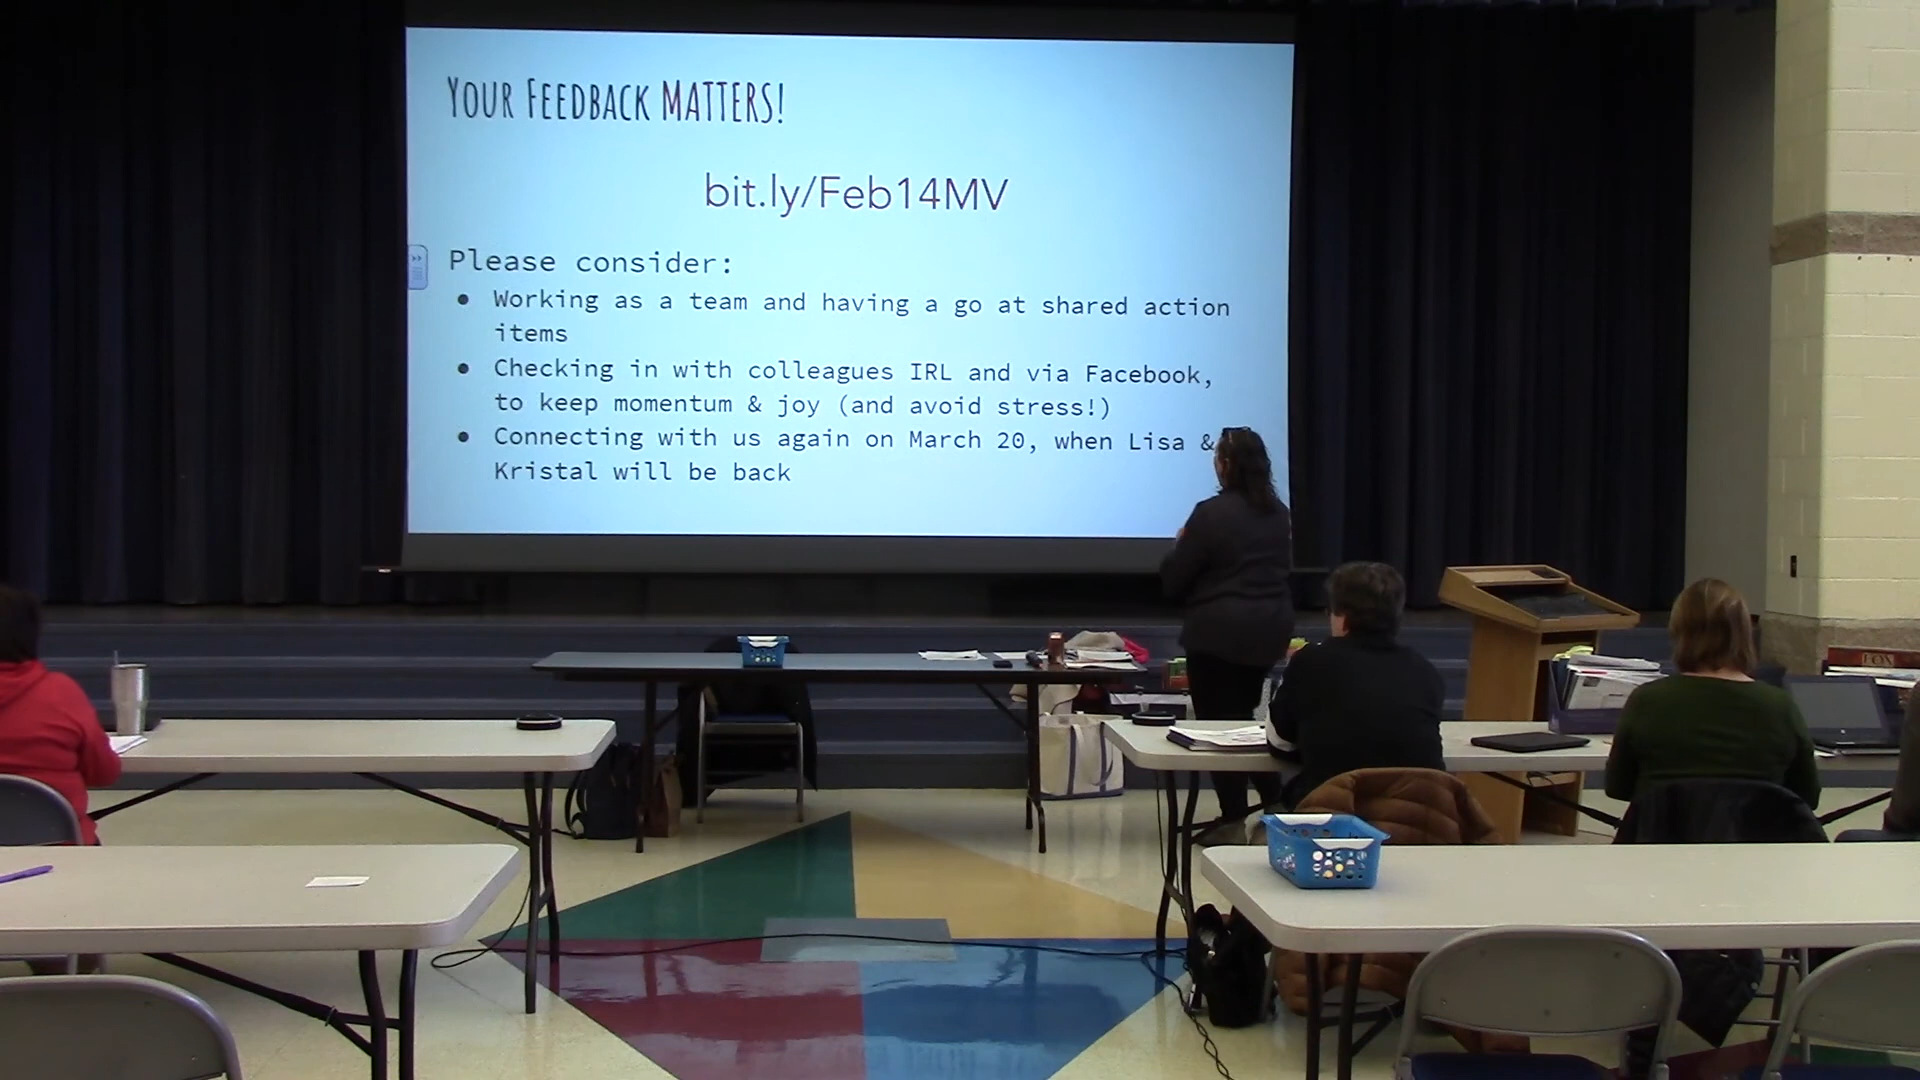 YOUR FEEDBACK MATTERS!
bit.ly/Feb14MV
Please consider:
● Working as a team and having a go at shared action
items
● Checking in with colleagues IRL and via Facebook,
to keep momentum & joy (and avoid stress!)
● Connecting with us again on March 20, when Lisa &
Kristal will be back
FOX